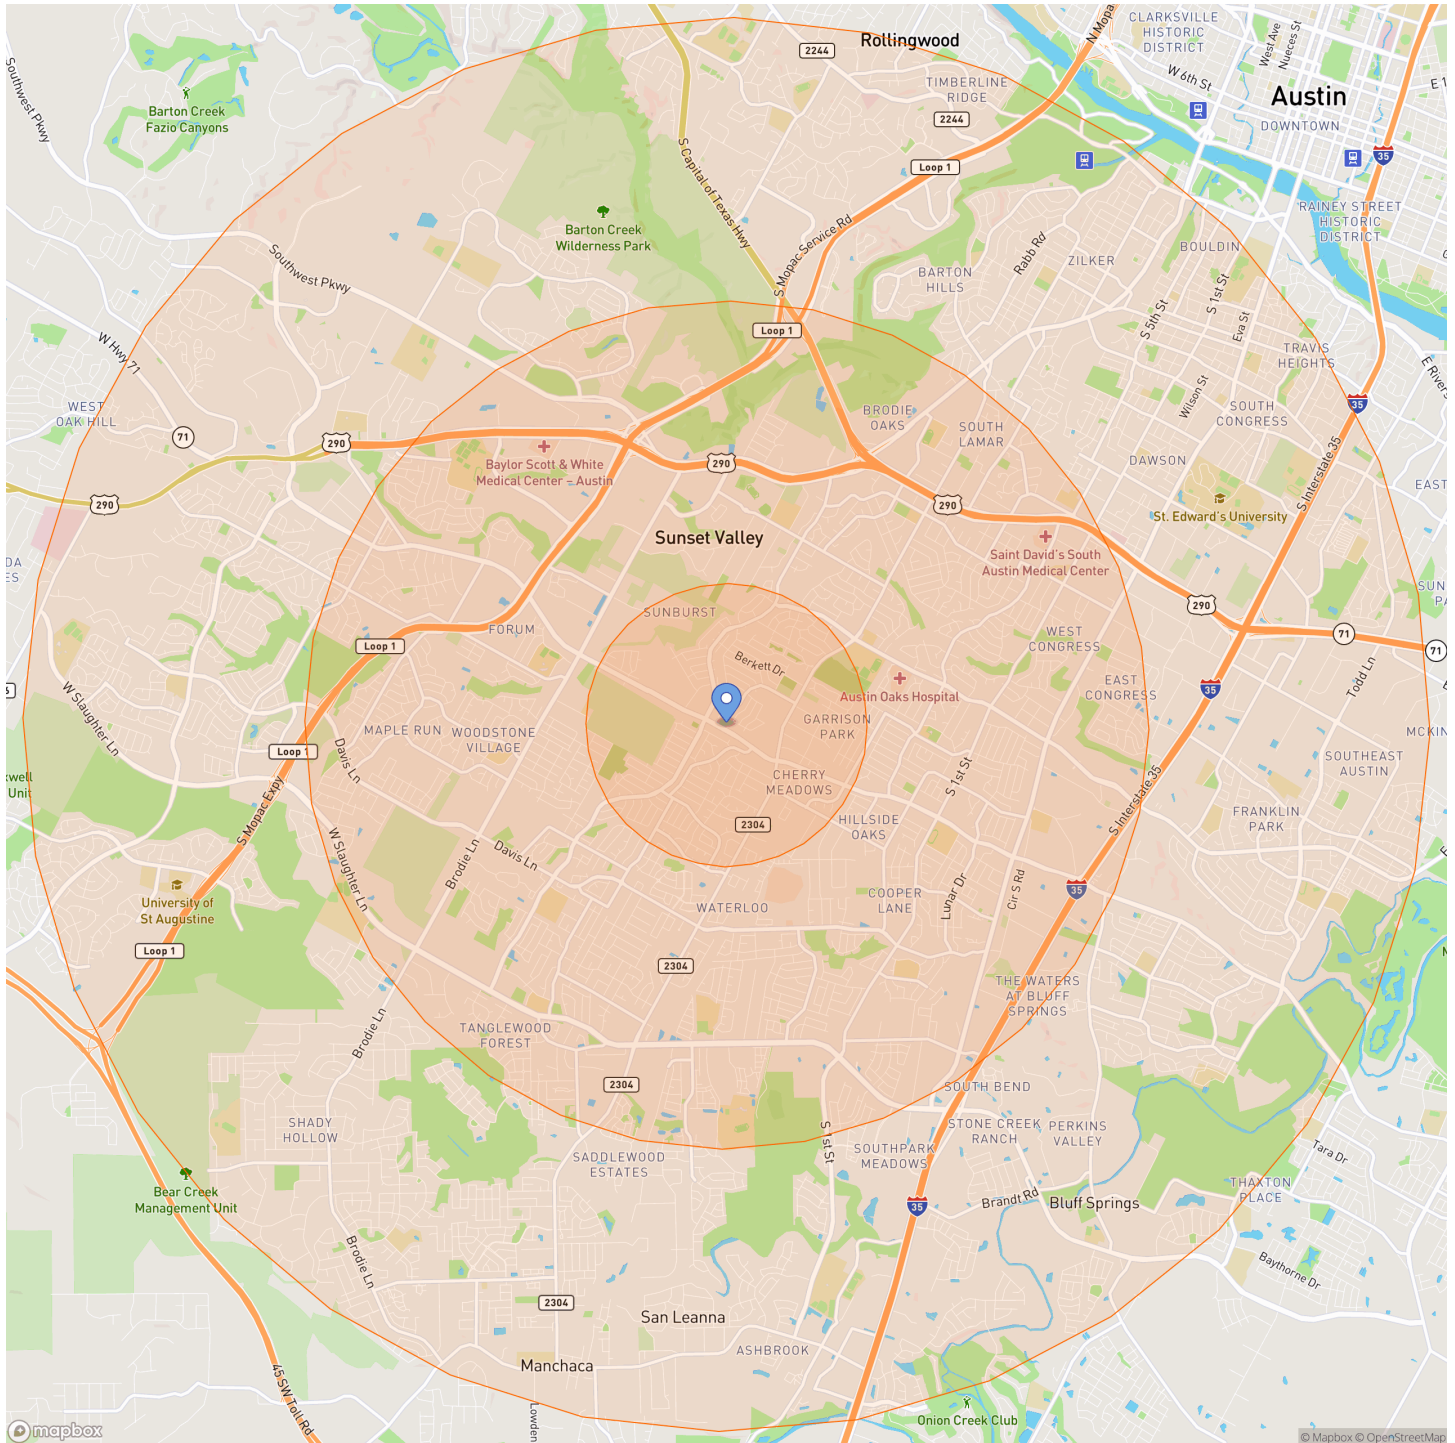 CLARKSVILLE
HISTORIC
DISTRICT
N Mopac
West Ave
Nueces St
Rollingwood
2244
W 6th St
E 1
Southwest Pkwy
TIMBERLINE
RIDGE
Austin
Barton Creek
Fazio Canyons
2244
DOWNTOWN
35
S Capital of Texas Hwy
Loop 1
Barton Creek
Wilderness Park
RAINEY STREET
HISTORIC
DISTRICT
S Mopac Service Rd
Rabb Rd
BOULDIN
Southwest Pkwy
ZILKER
BARTON
HILLS
S 1st St
S 5th St
Eva St
Loop 1
W Hwy 71
TRAVIS
HEIGHTS
E Rivers
WEST
OAK HILL
Wilson St
35
BRODIE
OAKS
SOUTH
CONGRESS
71
290
SOUTH
LAMAR
Baylor Scott & White
Medical Center – Austin
290
DAWSON
S Interstate 35
EAST
290
290
St. Edward's University
Sunset Valley
Saint David's South
Austin Medical Center
DA
ES
SUN
PA
SUNBURST
290
FORUM
WEST
CONGRESS
71
71
Loop 1
Berkett Dr
Todd Ln
W Slaughter Ln
Austin Oaks Hospital
EAST
CONGRESS
35
MAPLE RUN
WOODSTONE
VILLAGE
GARRISON
PARK
MCKIN
Loop 1
Davis Ln
SOUTHEAST
AUSTIN
xwell
Unit
CHERRY
MEADOWS
S 1st St
S Interstate 35
S Mopac Expy
2304
HILLSIDE
OAKS
FRANKLIN
PARK
W Slaughter Ln
Brodie Ln
Davis Ln
University of
St Augustine
WATERLOO
COOPER
LANE
Lunar Dr
Cir S Rd
35
Loop 1
2304
THE WATERS
AT BLUFF
SPRINGS
Brodie Ln
TANGLEWOOD
FOREST
2304
SOUTH BEND
SHADY
HOLLOW
S 1st St
STONE CREEK
RANCH
PERKINS
VALLEY
SADDLEWOOD
ESTATES
SOUTHPARK
MEADOWS
Tara Dr
Bear Creek
Management Unit
THAXTON
PLACE
35
Brandt Rd
Bluff Springs
Brodie Ln
Baythorne Dr
2304
San Leanna
ASHBROOK
Manchaca
45 SW Toll Rd
Lowden
Onion Creek Club
mapbox
© Mapbox © OpenStreetMap